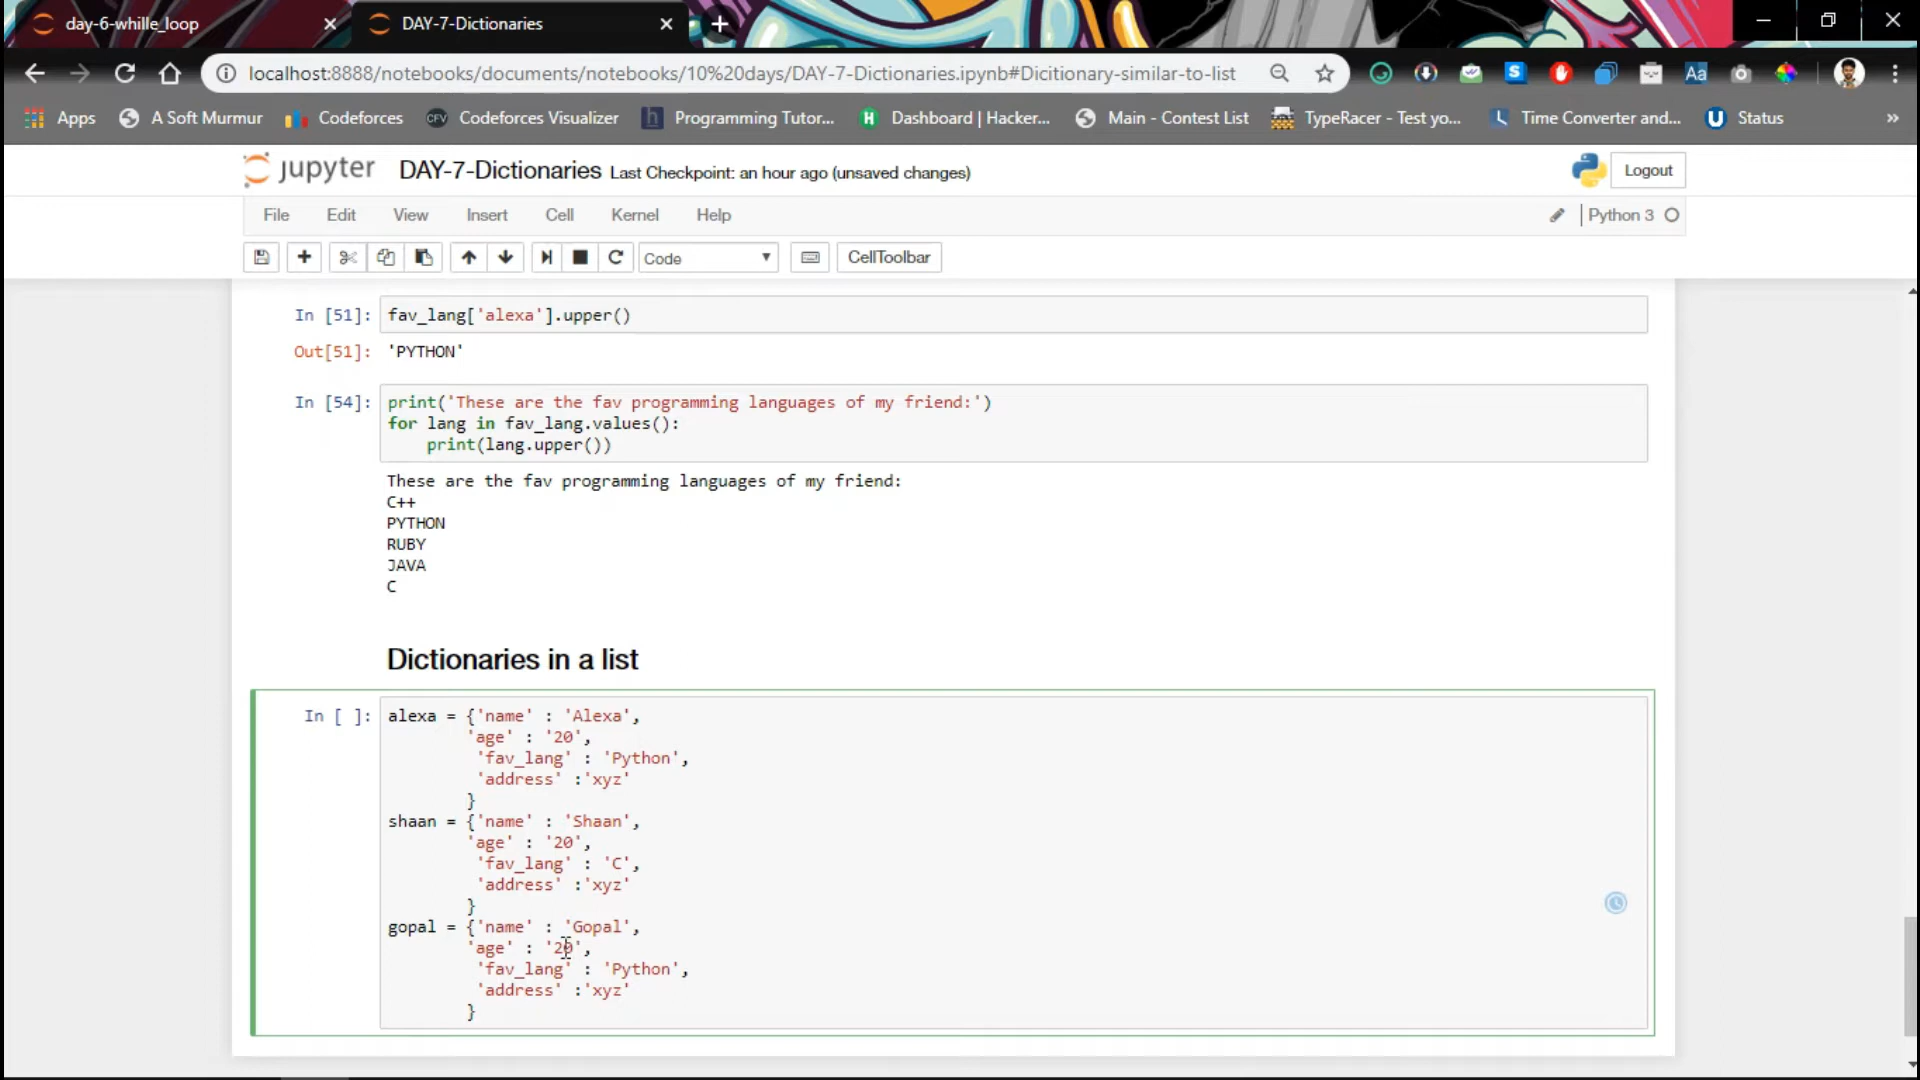 day-6-whille_loop
DAY-7-Dictionaries
localhost:8888/notebooks/documents/notebooks/10%20days/DAY-7-Dictionaries.ipynb#Dicitionary-similar-to-list
Apps A Soft Murmur Codeforces CFV Codeforces Visualizer h Programming Tutor... H Dashboard | Hacker... Main - Contest List TypeRacer - Test yo... Time Converter and... U Status »
jupyter DAY-7-Dictionaries Last Checkpoint: an hour ago (unsaved changes) Logout
File Edit View Insert Cell Kernel Help Python 3
Code CellToolbar
In [51]: fav_lang['alexa'].upper()
Out[51]: 'PYTHON'
In [54]: print('These are the fav programming languages of my friend:')
for lang in fav_lang.values():
print(lang.upper())
These are the fav programming languages of my friend:
C++
PYTHON
RUBY
JAVA
C
Dictionaries in a list
In [ ]: alexa = {'name' : 'Alexa',
'age' : '20',
'fav_lang' : 'Python',
'address' :'xyz'
}
shaan = {'name' : 'Shaan',
'age' : '20',
'fav_lang' : 'C',
'address' :'xyz'
}
gopal = {'name' : 'Gopal',
'age' : '20',
'fav_lang' : 'Python',
'address' :'xyz'
}